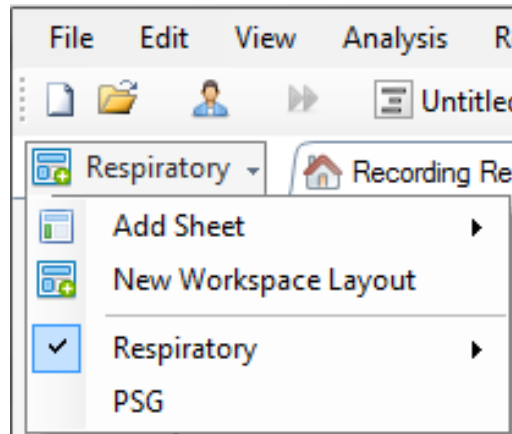 File Edit View Analysis R
Untitled
Respiratory Recording Re
Add Sheet
New Workspace Layout
Respiratory
PSG